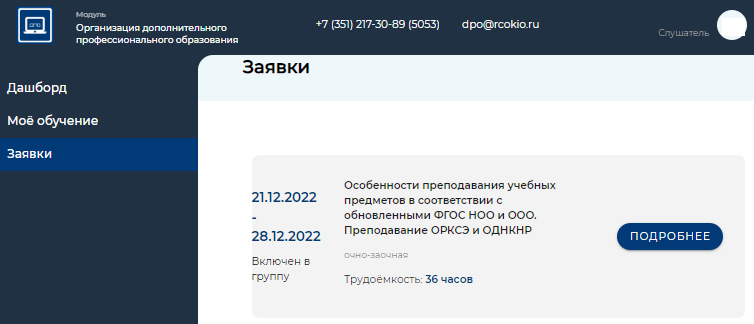 ДПО
Модуль
Организация дополнительного
профессионального образования
+7 (351) 217-30-89 (5053)
dpo@rcokio.ru
Слушатель
Дашборд
Моё обучение
Заявки
Заявки
21.12.2022
-
28.12.2022
Включен в
группу
Особенности преподавания учебных
предметов в соответствии с
обновленными ФГОС НОО и ООО.
Преподавание ОРКСЭ и ОДНКНР
очно-заочная
Трудоёмкость: 36 часов
ПОДРОБНЕЕ